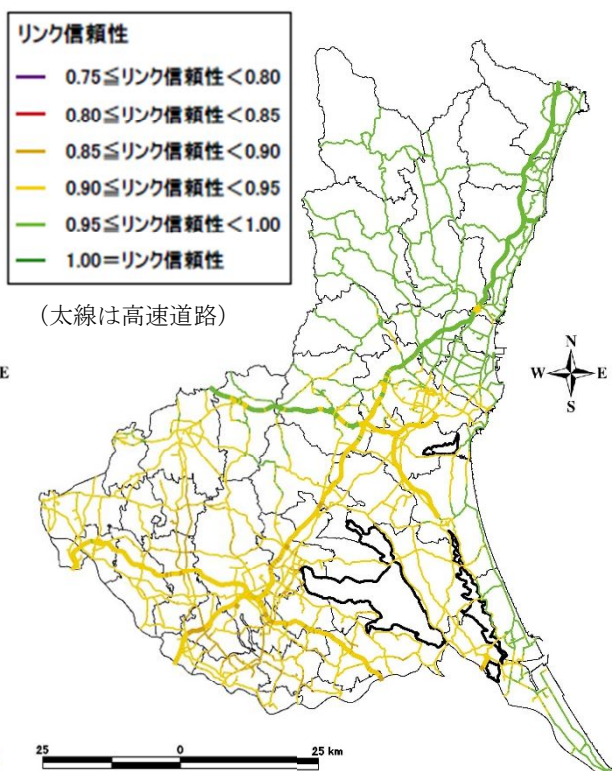 リンク信頼性
0.75≦リンク信頼性<0.80
0.80≦リンク信頼性<0.85
0.85≦リンク信頼性<0.90
0.90≦リンク信頼性<0.95
0.95≦リンク信頼性<1.00
1.00=リンク信頼性
(太線は高速道路)
E
N
W E
S
25 0 25 km